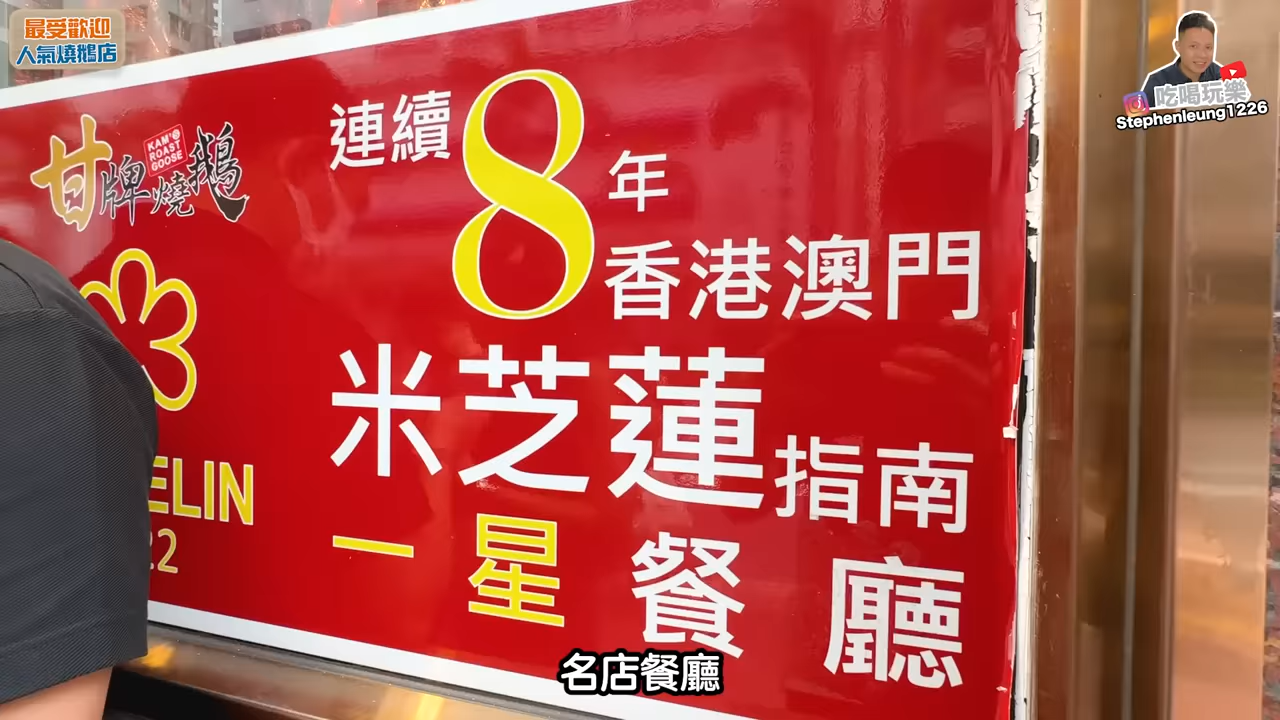 最受歡迎
人氣燒鵝店
吃喝玩樂
Stephenleung1226
甘牌燒鵝
KAM'S
ROAST
GOOSE
連續8年
香港澳門
米芝蓮指南
一星餐廳
ELIN
22
名店餐廳